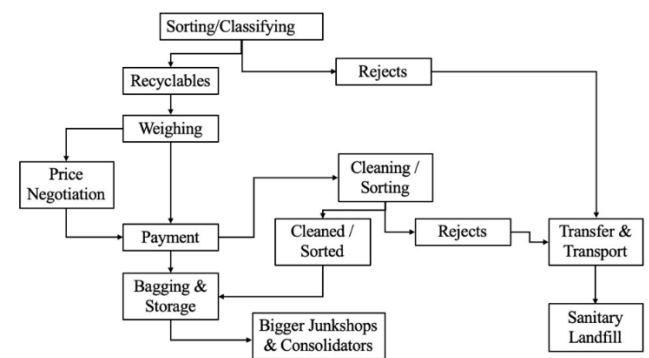 Sorting/Classifying
Recyclables
Rejects
Weighing
Price
Negotiation
Cleaning /
Sorting
Payment
Cleaned /
Sorted
Rejects
Transfer &
Transport
Bagging &
Storage
Bigger Junkshops
& Consolidators
Sanitary
Landfill